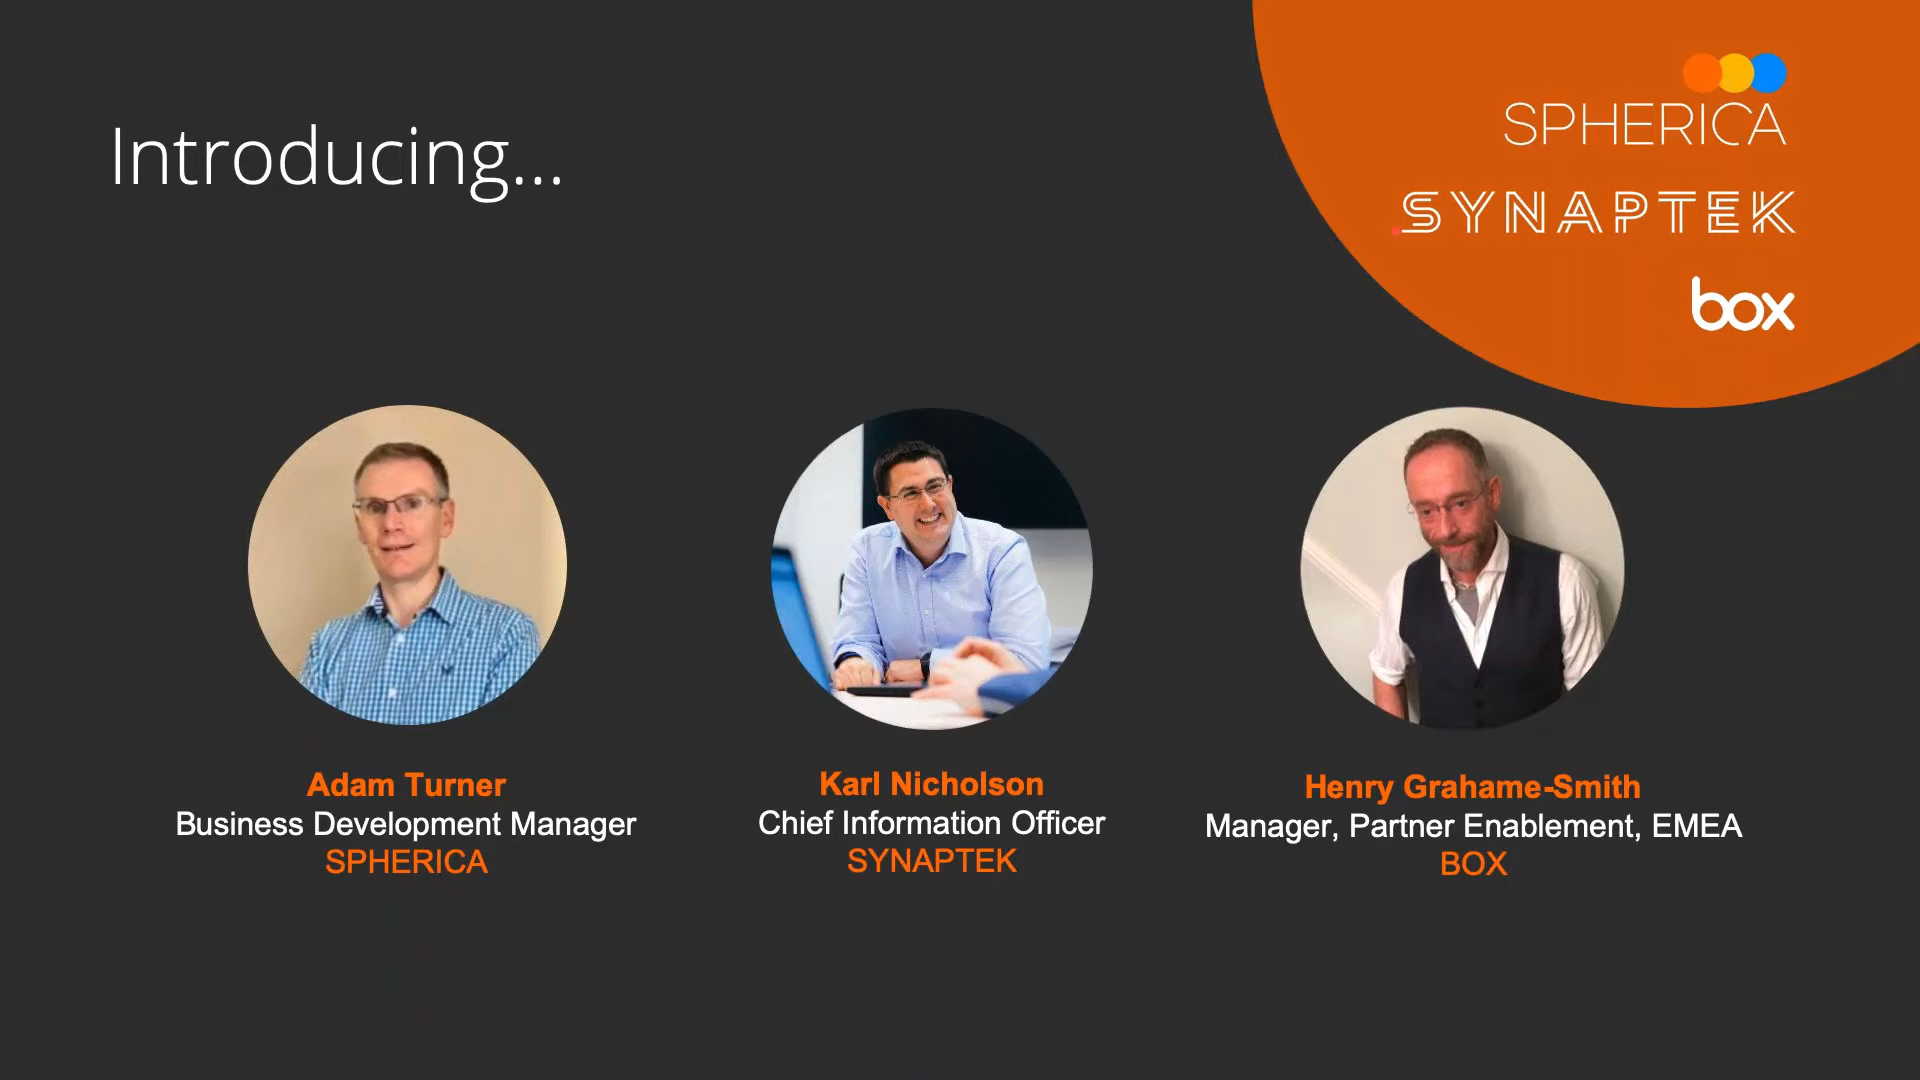 Introducing...
SPHERICA
SYNAPTEK
box
Adam Turner
Business Development Manager
SPHERICA
Karl Nicholson
Chief Information Officer
SYNAPTEK
Henry Grahame-Smith
Manager, Partner Enablement, EMEA
BOX